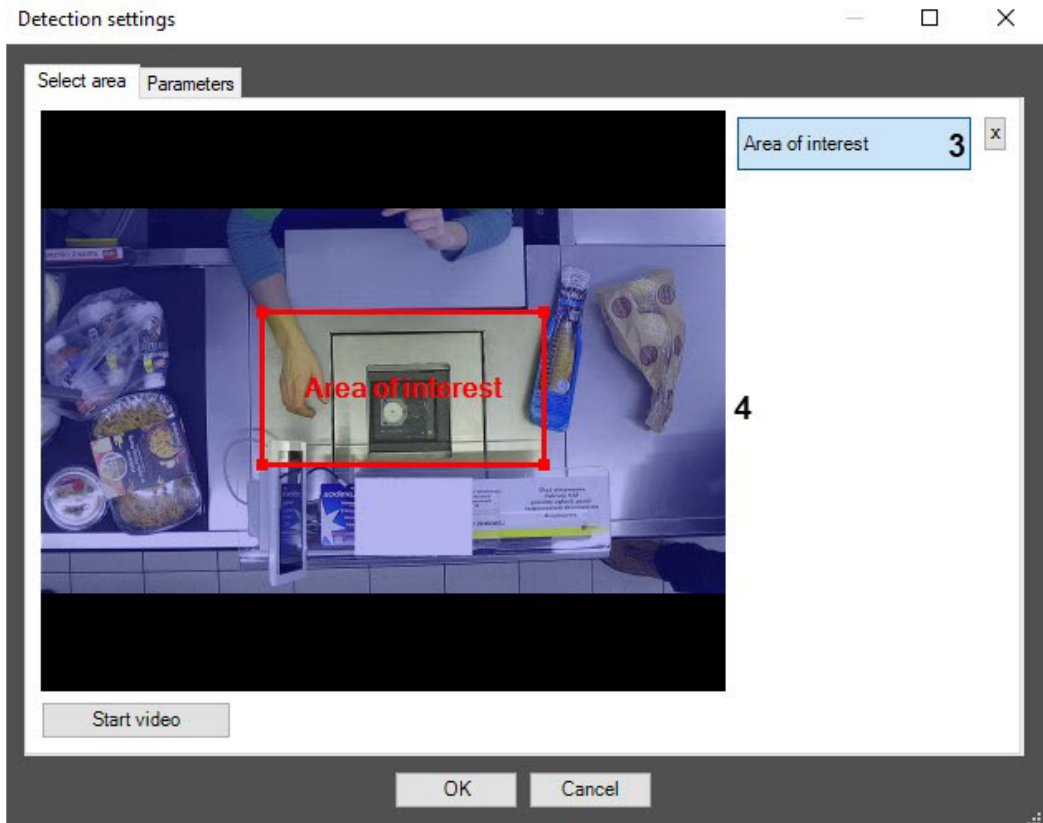 Detection settings
Select area
Parameters
Area of interest 3
x
Area of interest
4
Start video
OK
Cancel